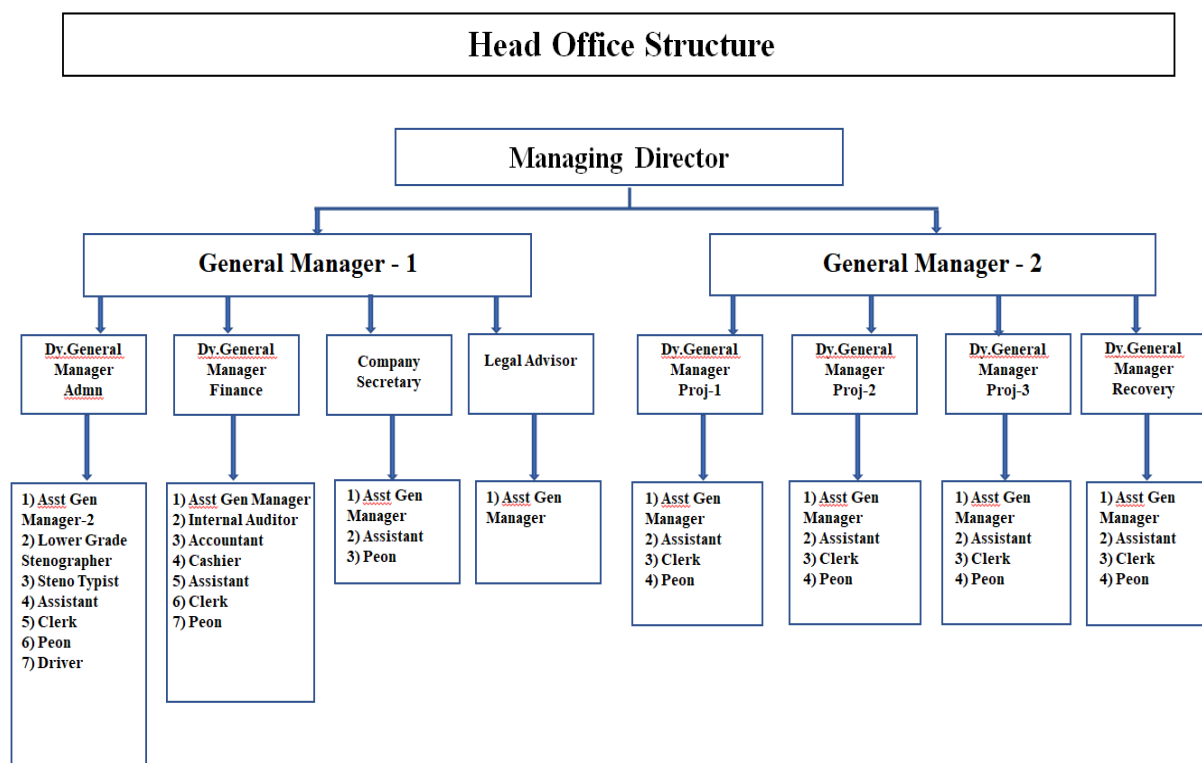 Head Office Structure
Managing Director
General Manager - 1
General Manager - 2
Dy.General
Manager
Admn
Dy.General
Manager
Finance
Company
Secretary
Legal Advisor
Dy.General
Manager
Proj-1
Dy.General
Manager
Proj-2
Dy.General
Manager
Proj-3
Dy.General
Manager
Recovery
1) Asst Gen
Manager-2
2) Lower Grade
Stenographer
3) Steno Typist
4) Assistant
5) Clerk
6) Peon
7) Driver
1) Asst Gen Manager
2) Internal Auditor
3) Accountant
4) Cashier
5) Assistant
6) Clerk
7) Peon
1) Asst Gen
Manager
2) Assistant
3) Peon
1) Asst Gen
Manager
1) Asst Gen
Manager
2) Assistant
3) Clerk
4) Peon
1) Asst Gen
Manager
2) Assistant
3) Clerk
4) Peon
1) Asst Gen
Manager
2) Assistant
3) Clerk
4) Peon
1) Asst Gen
Manager
2) Assistant
3) Clerk
4) Peon